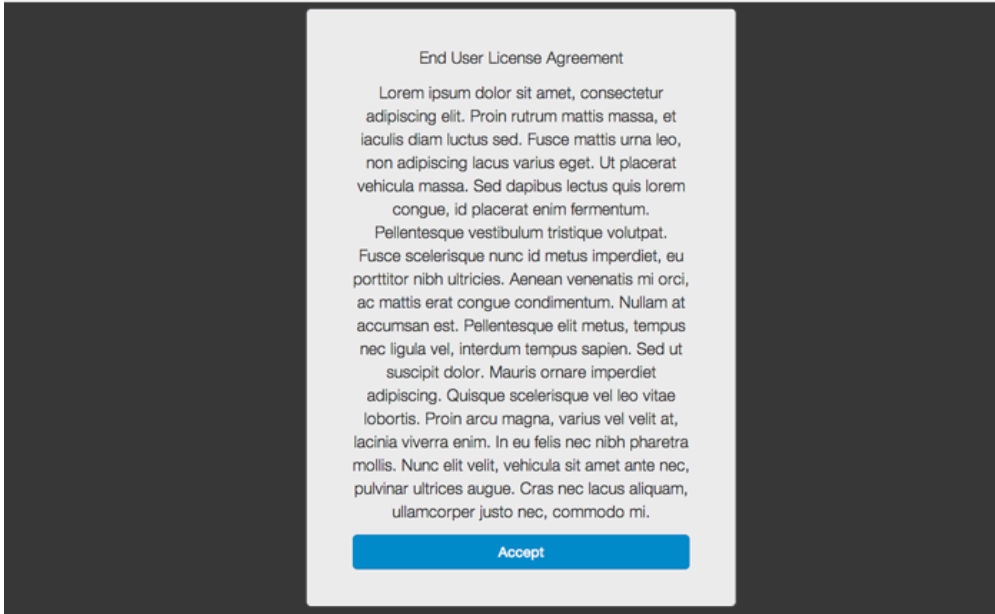 End User License Agreement
Lorem ipsum dolor sit amet, consectetur
adipiscing elit. Proin rutrum mattis massa, et
iaculis diam luctus sed. Fusce mattis urna leo,
non adipiscing lacus varius eget. Ut placerat
vehicula massa. Sed dapibus lectus quis lorem
congue, id placerat enim fermentum.
Pellentesque vestibulum tristique volutpat.
Fusce scelerisque nunc id metus imperdiet, eu
porttitor nibh ultricies. Aenean venenatis mi orci,
ac mattis erat congue condimentum. Nullam at
accumsan est. Pellentesque elit metus, tempus
nec ligula vel, interdum tempus sapien. Sed ut
suscipit dolor. Mauris ornare imperdiet
adipiscing. Quisque scelerisque vel leo vitae
lobortis. Proin arcu magna, varius vel velit at,
lacinia viverra enim. In eu felis nec nibh pharetra
mollis. Nunc elit velit, vehicula sit amet ante nec,
pulvinar ultrices augue. Cras nec lacus aliquam,
ullamcorper justo nec, commodo mi.
Accept